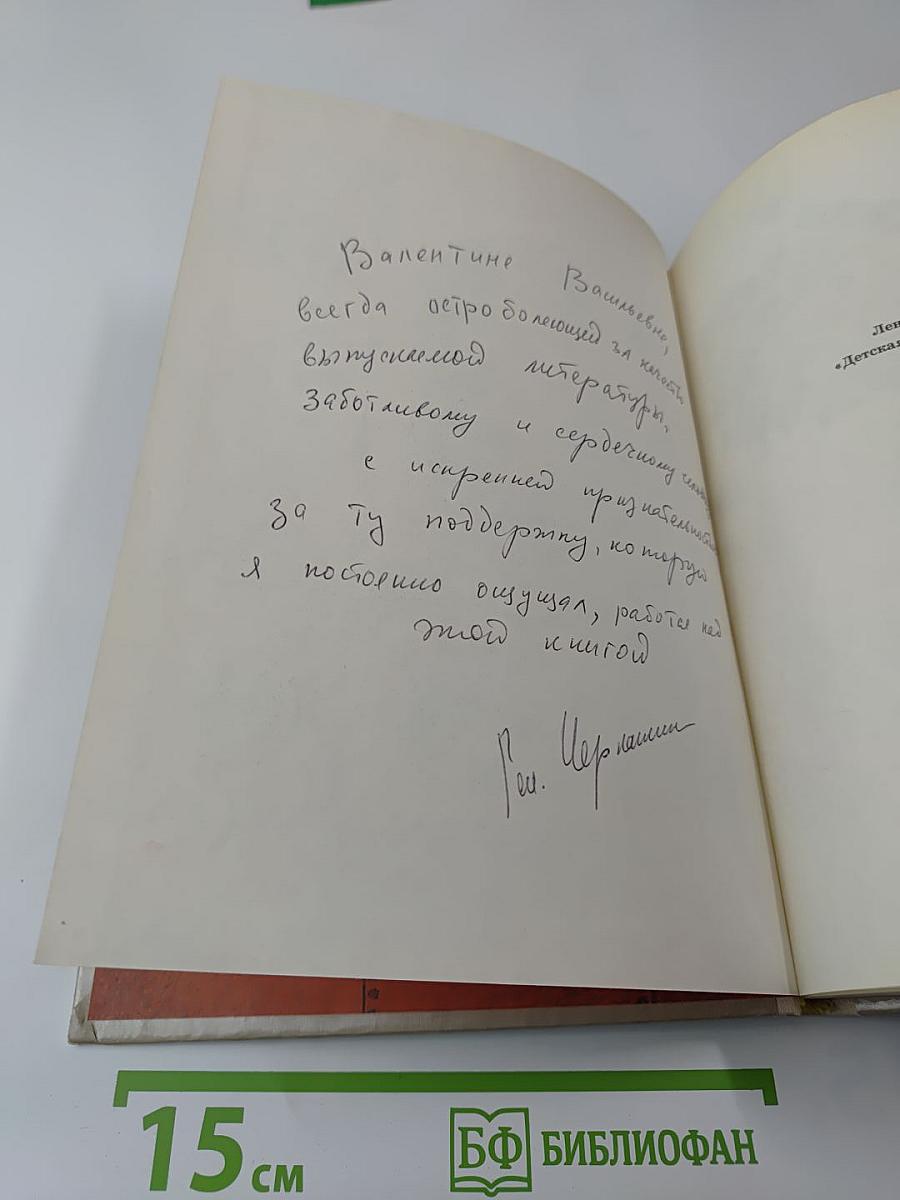 Валентине Васильевне,
всегда остро болеющей за качество
выпускаемой литературы,
заботливому и сердечному человеку
с искренней признательностью
за ту поддержку, которую
я постоянно ощущал, работая над
этой книгой
Ген. Черкашин
Лен
«Детская
15 см
БФ БИБЛИОФАН